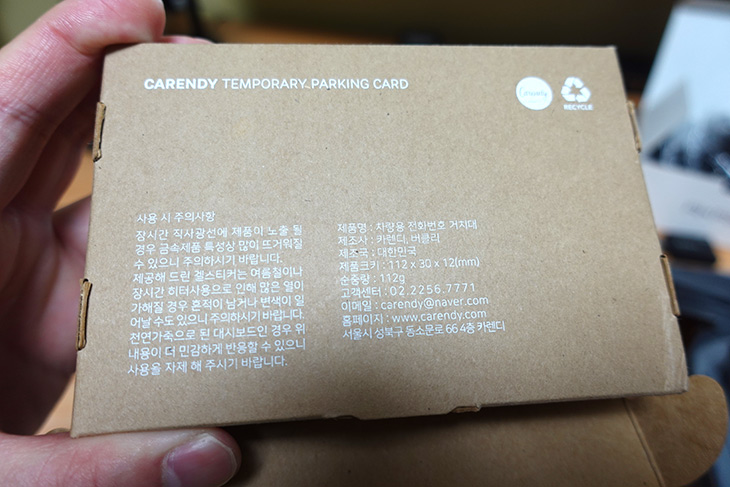 CARENDY TEMPORARY PARKING CARD
Carendy
RECYCLE
사용 시 주의사항
장시간 직사광선에 제품이 노출 될
경우 금속제품 특성상 많이 뜨거워질
수 있으니 주의하시기 바랍니다.
제공해 드린 겔스티커는 여름철이나
장시간 히터사용으로 인해 많은 열이
가해질 경우 흔적이 남거나 변색이 일
어날 수도 있으니 주의하시기 바랍니다.
천연가죽으로 된 대시보드인 경우 위
내용이 더 민감하게 반응할 수 있으니
사용을 자제 해 주시기 바랍니다.
제품명 : 차량용 전화번호 거치대
제조사 : 카렌디, 버클리
제조국 : 대한민국
제품크키 : 112 x 30 x 12(mm)
순중량 : 112g
고객센터 : 02.2256.7771
이메일 : carendy@naver.com
홈페이지 : www.carendy.com
서울시 성북구 동소문로 66 4층 카렌디